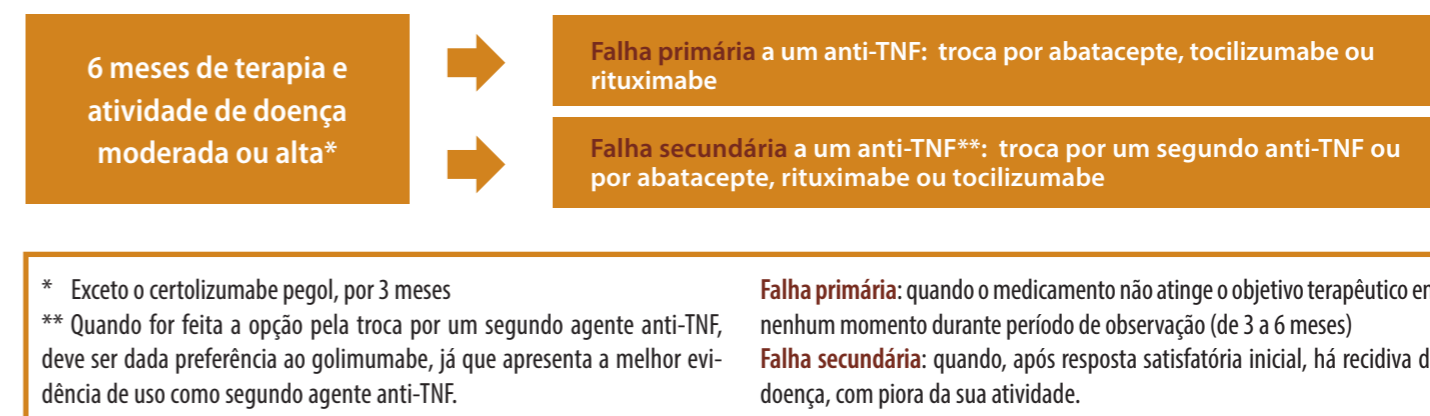 6 meses de terapia e
atividade de doença
moderada ou alta*
Falha primária a um anti-TNF: troca por abatacepte, tocilizumabe ou
rituximabe
Falha secundária a um anti-TNF**: troca por um segundo anti-TNF ou
por abatacepte, rituximabe ou tocilizumabe
* Exceto o certolizumabe pegol, por 3 meses
** Quando for feita a opção pela troca por um segundo agente anti-TNF,
deve ser dada preferência ao golimumabe, já que apresenta a melhor evi-
dência de uso como segundo agente anti-TNF.
Falha primária: quando o medicamento não atinge o objetivo terapêutico
nenhum momento durante período de observação (de 3 a 6 meses)
Falha secundária: quando, após resposta satisfatória inicial, há recidiva
doença, com piora da sua atividade.